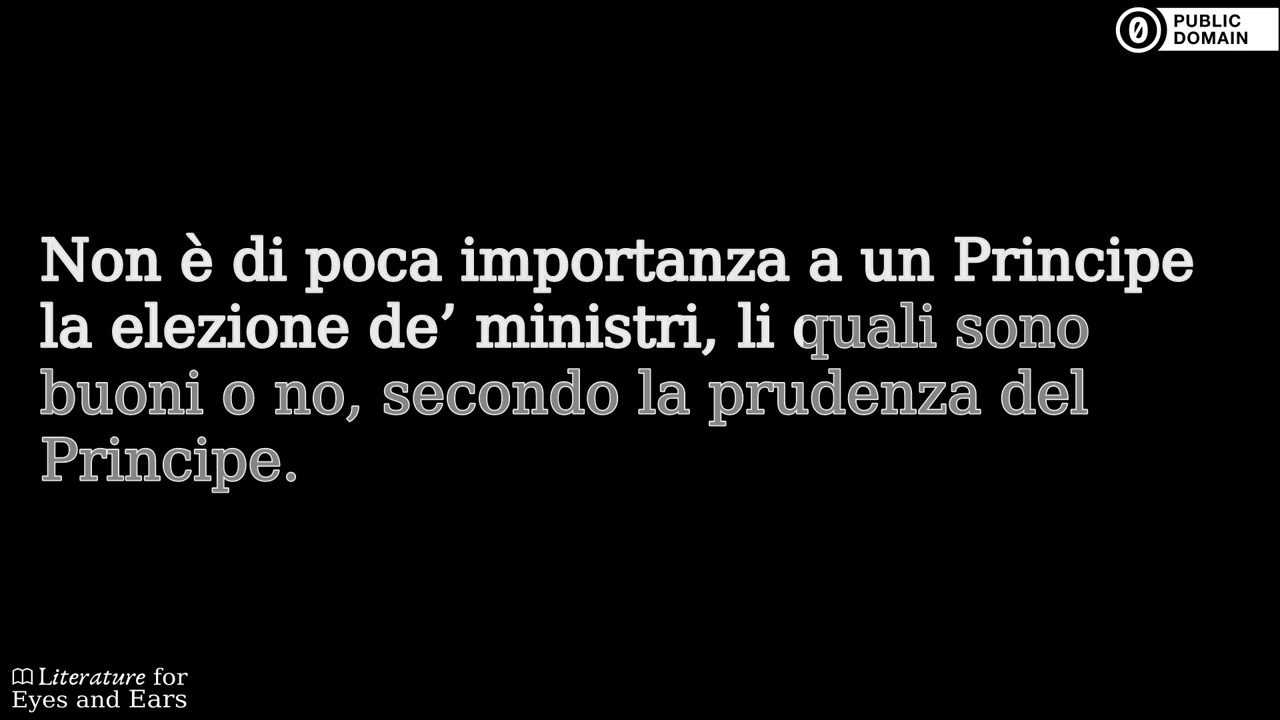 PUBLIC
DOMAIN
Non è di poca importanza a un Principe
la elezione de’ ministri, li quali sono
buoni o no, secondo la prudenza del
Principe.
Literature for
Eyes and Ears